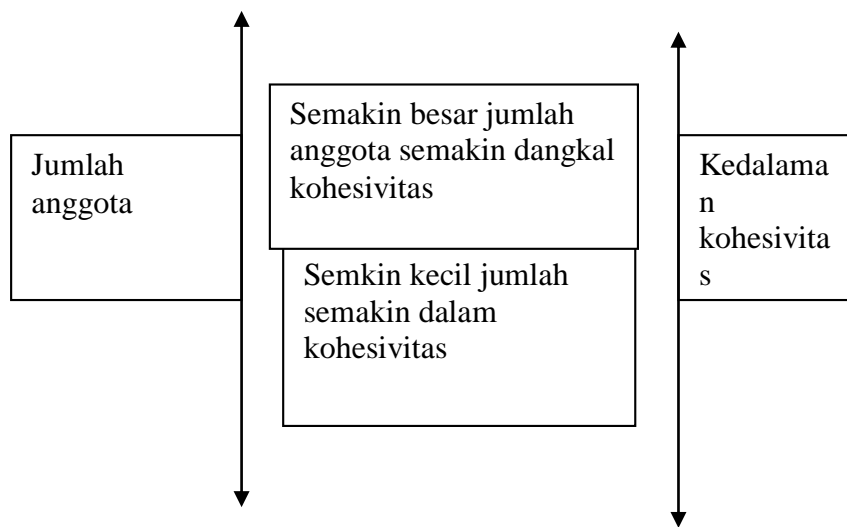 Jumlah
anggota
Semakin besar jumlah
anggota semakin dangkal
kohesivitas
Semkin kecil jumlah
semakin dalam
kohesivitas
Kedalama
n
kohesivita
s